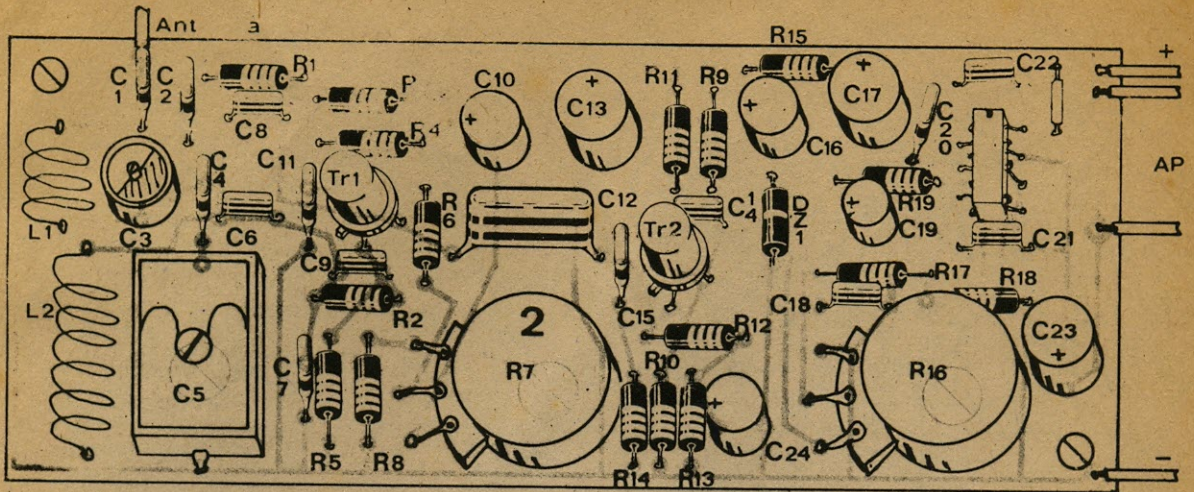 Ant
R15
R1
C1
C2
C10
R11
R9
C22
+
C8
C13
C17
C20
C16
C4
C11
Tr1
AP
R6
C12
C14
DZ1
R19
L1
C3
C6
Tr2
C19
C21
C9
R17
R18
L2
R2
C15
C18
2
R12
C23
C7
R10
R7
R16
C5
C24
R5
R8
R14
R13
-